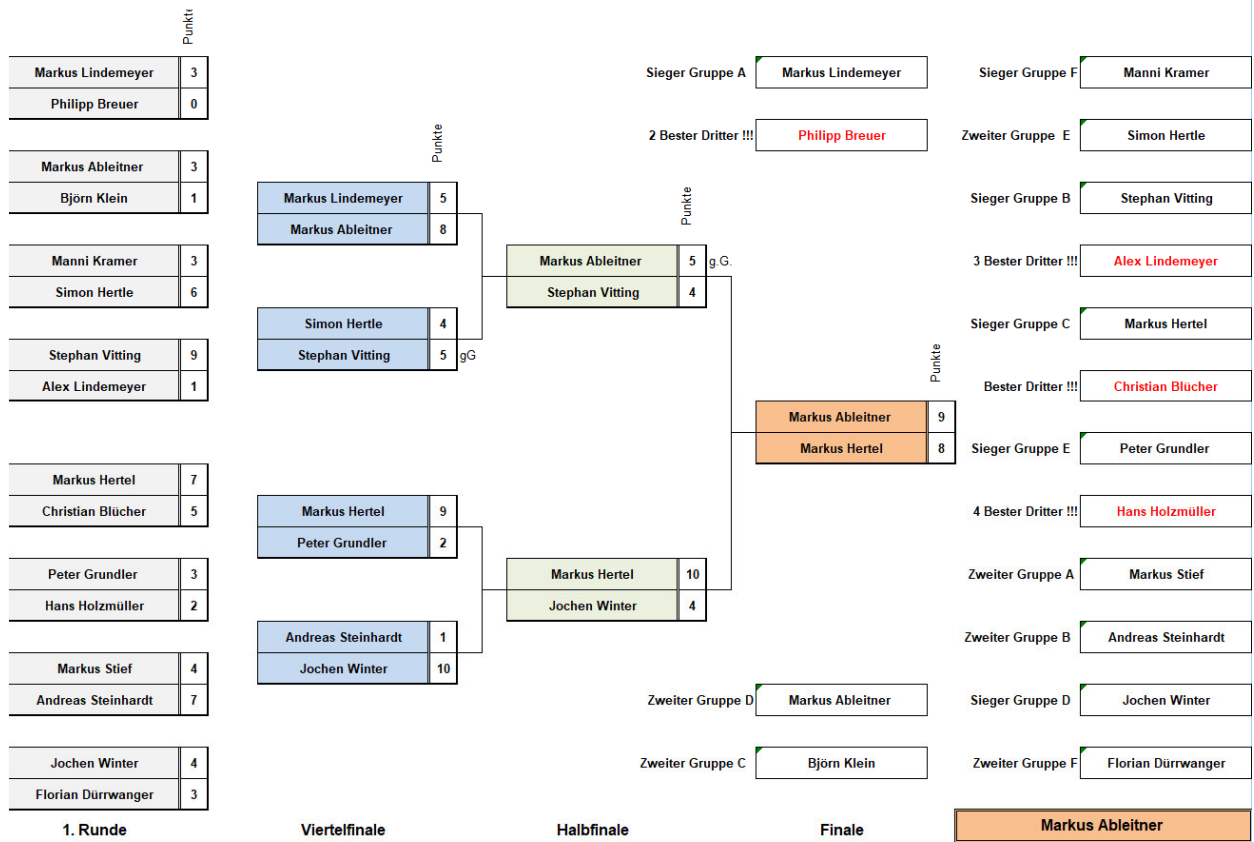 Punkte
Markus Lindemeyer 3
Philipp Breuer 0
Markus Ableitner 3
Björn Klein 1
Manni Kramer 3
Simon Hertle 6
Stephan Vitting 9
Alex Lindemeyer 1
Markus Hertel 7
Christian Blücher 5
Peter Grundler 3
Hans Holzmüller 2
Markus Stief 4
Andreas Steinhardt 7
Jochen Winter 4
Florian Dürrwanger 3
1. Runde
Punkte
Markus Lindemeyer 5
Markus Ableitner 8
Simon Hertle 4
Stephan Vitting 5 gG
Markus Hertel 9
Peter Grundler 2
Andreas Steinhardt 1
Jochen Winter 10
Viertelfinale
Punkte
Markus Ableitner 5 g.G.
Stephan Vitting 4
Markus Hertel 10
Jochen Winter 4
Halbfinale
Sieger Gruppe A Markus Lindemeyer
2 Bester Dritter !!! Philipp Breuer
Punkte
Markus Ableitner 9
Markus Hertel 8
Zweiter Gruppe D Markus Ableitner
Zweiter Gruppe C Björn Klein
Finale
Sieger Gruppe F Manni Kramer
Zweiter Gruppe E Simon Hertle
Sieger Gruppe B Stephan Vitting
3 Bester Dritter !!! Alex Lindemeyer
Sieger Gruppe C Markus Hertel
Bester Dritter !!! Christian Blücher
Sieger Gruppe E Peter Grundler
4 Bester Dritter !!! Hans Holzmüller
Zweiter Gruppe A Markus Stief
Zweiter Gruppe B Andreas Steinhardt
Sieger Gruppe D Jochen Winter
Zweiter Gruppe F Florian Dürrwanger
Markus Ableitner